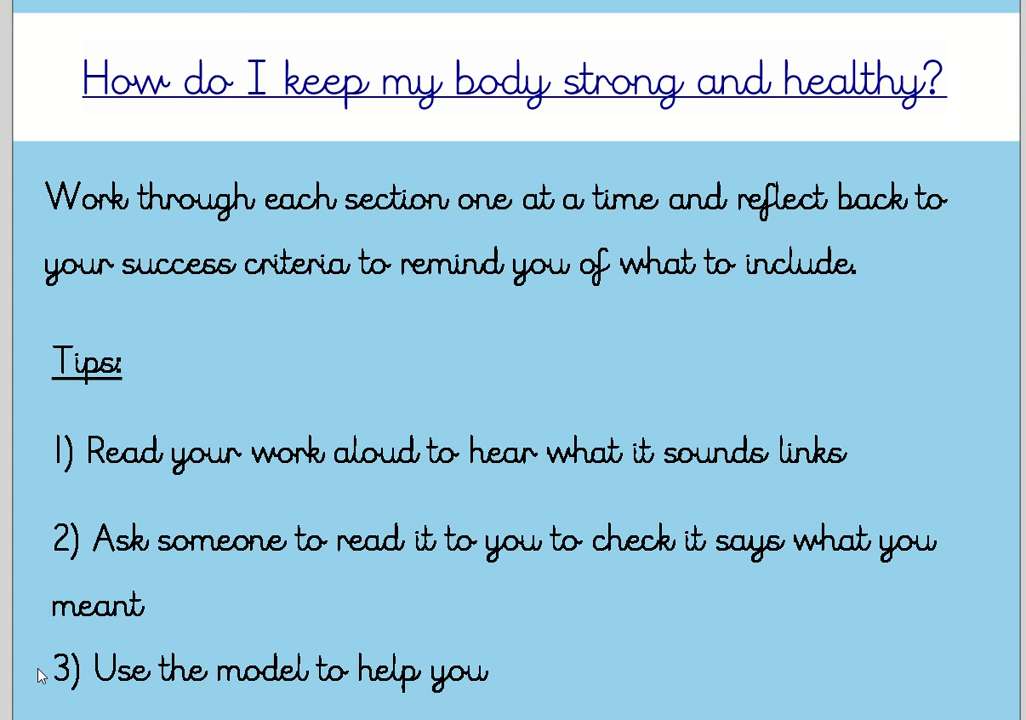 How do I keep my body strong and healthy?
Work through each section one at a time and reflect back to
your success criteria to remind you of what to include.
Tips:
1) Read your work aloud to hear what it sounds links
2) Ask someone to read it to you to check it says what you
meant
3) Use the model to help you